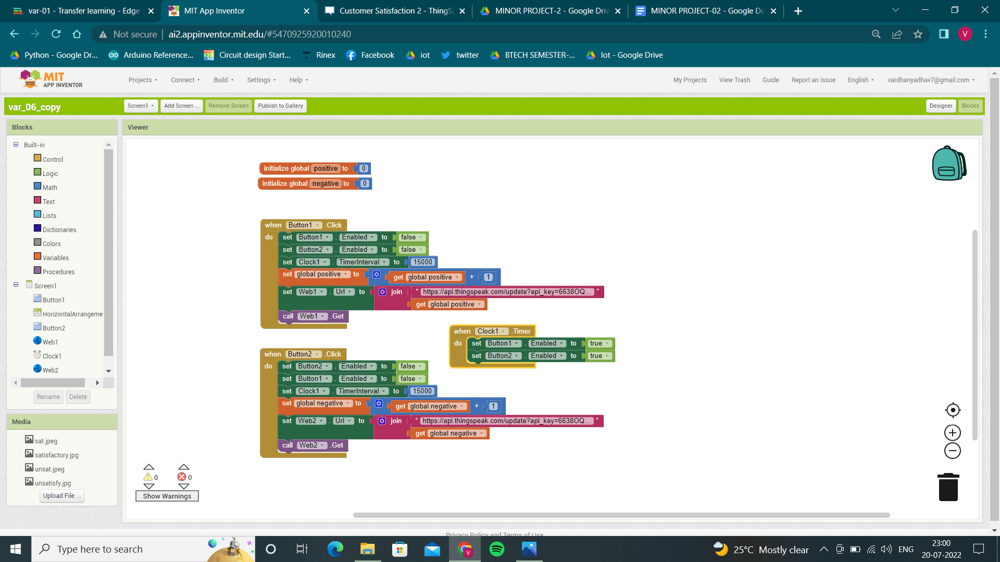 var-01 - Transfer learning - Edge
MIT App Inventor
Customer Satisfaction 2 - ThingS
MINOR PROJECT-2 - Google Driv
MINOR PROJECT-02 - Google Do
Not secure
ai2.appinventor.mit.edu/#5470925920010240
V
Python - Google Dr...
Arduino Reference...
Circuit design Start...
Rinex
Facebook
iot
twitter
BTECH SEMESTER-...
Iot - Google Drive
MIT
APP INVENTOR
Projects
Connect
Build
Settings
Help
My Projects
View Trash
Guide
Report an Issue
English
vardhanyadhav7@gmail.com
var_06_copy
Screen1
Add Screen ...
Remove Screen
Publish to Gallery
Designer
Blocks
Blocks
Viewer
Built-in
Control
Logic
Math
Text
Lists
Dictionaries
Colors
Variables
Procedures
Screen1
Button1
HorizontalArrangeme
Button2
Web1
Clock1
Web2
Rename
Delete
Media
sat.jpeg
satisfactory.jpg
unsat.jpeg
unsatisfy.jpg
Upload File ...
initialize global positive to 0
initialize global negative to 0
when Button1 .Click
do set Button1 . Enabled to false
set Button2 . Enabled to false
set Clock1 . TimerInterval to 15000
set global positive to get global positive + 1
set Web1 . Url to join " https://api.thingspeak.com/update?api_key=6638OQ... "
get global positive
call Web1 .Get
when Clock1 .Timer
do set Button1 . Enabled to true
set Button2 . Enabled to true
when Button2 .Click
do set Button2 . Enabled to false
set Button1 . Enabled to false
set Clock1 . TimerInterval to 15000
set global negative to get global negative + 1
set Web2 . Url to join " https://api.thingspeak.com/update?api_key=6638OQ... "
get global negative
call Web2 .Get
0
0
Show Warnings
Privacy Policy and Terms of Use
Type here to search
V
25°C Mostly clear
ENG
23:00
20-07-2022